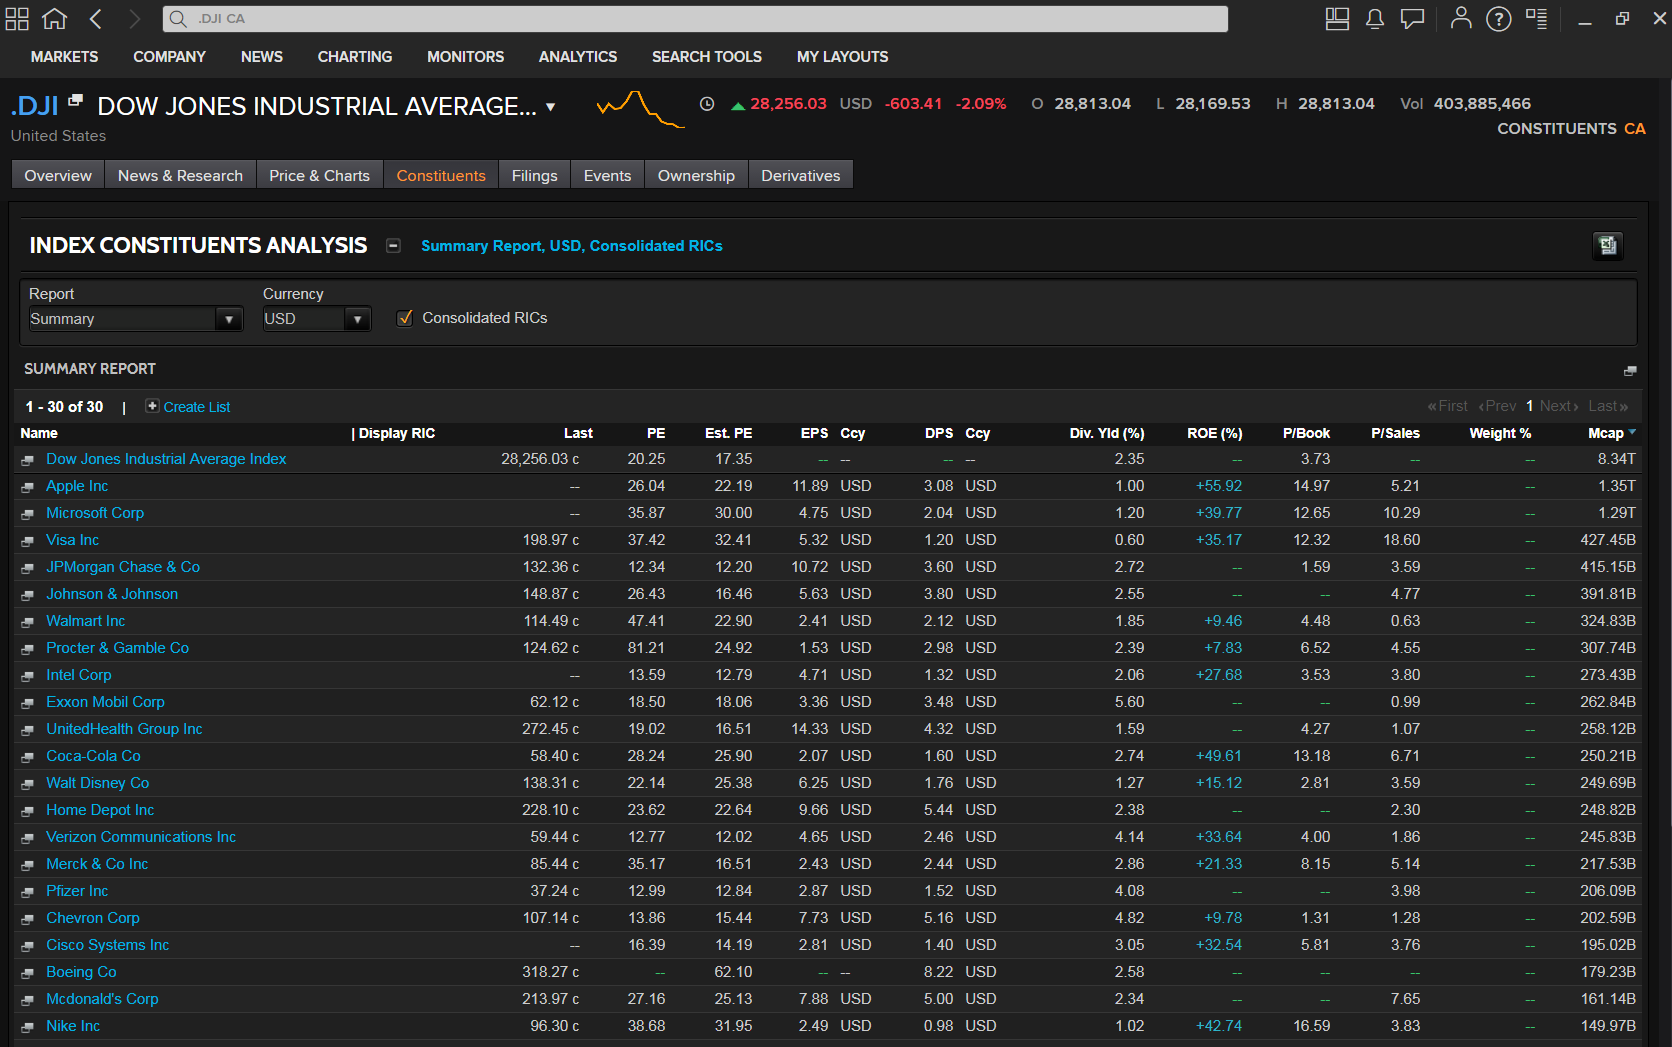 .DJI CA
MARKETS COMPANY NEWS CHARTING MONITORS ANALYTICS SEARCH TOOLS MY LAYOUTS
.DJI DOW JONES INDUSTRIAL AVERAGE... 28,256.03 USD -603.41 -2.09% O 28,813.04 L 28,169.53 H 28,813.04 Vol 403,885,466
United States
CONSTITUENTS CA
Overview News & Research Price & Charts Constituents Filings Events Ownership Derivatives
INDEX CONSTITUENTS ANALYSIS Summary Report, USD, Consolidated RICs
Report Currency
Summary USD Consolidated RICs
SUMMARY REPORT
1 - 30 of 30 | Create List «First ‹Prev 1 Next› Last»
Name | Display RIC Last PE Est. PE EPS Ccy DPS Ccy Div. Yld (%) ROE (%) P/Book P/Sales Weight % Mcap
Dow Jones Industrial Average Index 28,256.03 c 20.25 17.35 -- -- -- -- 2.35 -- 3.73 -- -- 8.34T
Apple Inc -- 26.04 22.19 11.89 USD 3.08 USD 1.00 +55.92 14.97 5.21 -- 1.35T
Microsoft Corp -- 35.87 30.00 4.75 USD 2.04 USD 1.20 +39.77 12.65 10.29 -- 1.29T
Visa Inc 198.97 c 37.42 32.41 5.32 USD 1.20 USD 0.60 +35.17 12.32 18.60 -- 427.45B
JPMorgan Chase & Co 132.36 c 12.34 12.20 10.72 USD 3.60 USD 2.72 -- 1.59 3.59 -- 415.15B
Johnson & Johnson 148.87 c 26.43 16.46 5.63 USD 3.80 USD 2.55 -- -- 4.77 -- 391.81B
Walmart Inc 114.49 c 47.41 22.90 2.41 USD 2.12 USD 1.85 +9.46 4.48 0.63 -- 324.83B
Procter & Gamble Co 124.62 c 81.21 24.92 1.53 USD 2.98 USD 2.39 +7.83 6.52 4.55 -- 307.74B
Intel Corp -- 13.59 12.79 4.71 USD 1.32 USD 2.06 +27.68 3.53 3.80 -- 273.43B
Exxon Mobil Corp 62.12 c 18.50 18.06 3.36 USD 3.48 USD 5.60 -- -- 0.99 -- 262.84B
UnitedHealth Group Inc 272.45 c 19.02 16.51 14.33 USD 4.32 USD 1.59 -- 4.27 1.07 -- 258.12B
Coca-Cola Co 58.40 c 28.24 25.90 2.07 USD 1.60 USD 2.74 +49.61 13.18 6.71 -- 250.21B
Walt Disney Co 138.31 c 22.14 25.38 6.25 USD 1.76 USD 1.27 +15.12 2.81 3.59 -- 249.69B
Home Depot Inc 228.10 c 23.62 22.64 9.66 USD 5.44 USD 2.38 -- -- 2.30 -- 248.82B
Verizon Communications Inc 59.44 c 12.77 12.02 4.65 USD 2.46 USD 4.14 +33.64 4.00 1.86 -- 245.83B
Merck & Co Inc 85.44 c 35.17 16.51 2.43 USD 2.44 USD 2.86 +21.33 8.15 5.14 -- 217.53B
Pfizer Inc 37.24 c 12.99 12.84 2.87 USD 1.52 USD 4.08 -- -- 3.98 -- 206.09B
Chevron Corp 107.14 c 13.86 15.44 7.73 USD 5.16 USD 4.82 +9.78 1.31 1.28 -- 202.59B
Cisco Systems Inc -- 16.39 14.19 2.81 USD 1.40 USD 3.05 +32.54 5.81 3.76 -- 195.02B
Boeing Co 318.27 c -- 62.10 -- -- 8.22 USD 2.58 -- -- -- -- 179.23B
Mcdonald's Corp 213.97 c 27.16 25.13 7.88 USD 5.00 USD 2.34 -- -- 7.65 -- 161.14B
Nike Inc 96.30 c 38.68 31.95 2.49 USD 0.98 USD 1.02 +42.74 16.59 3.83 -- 149.97B